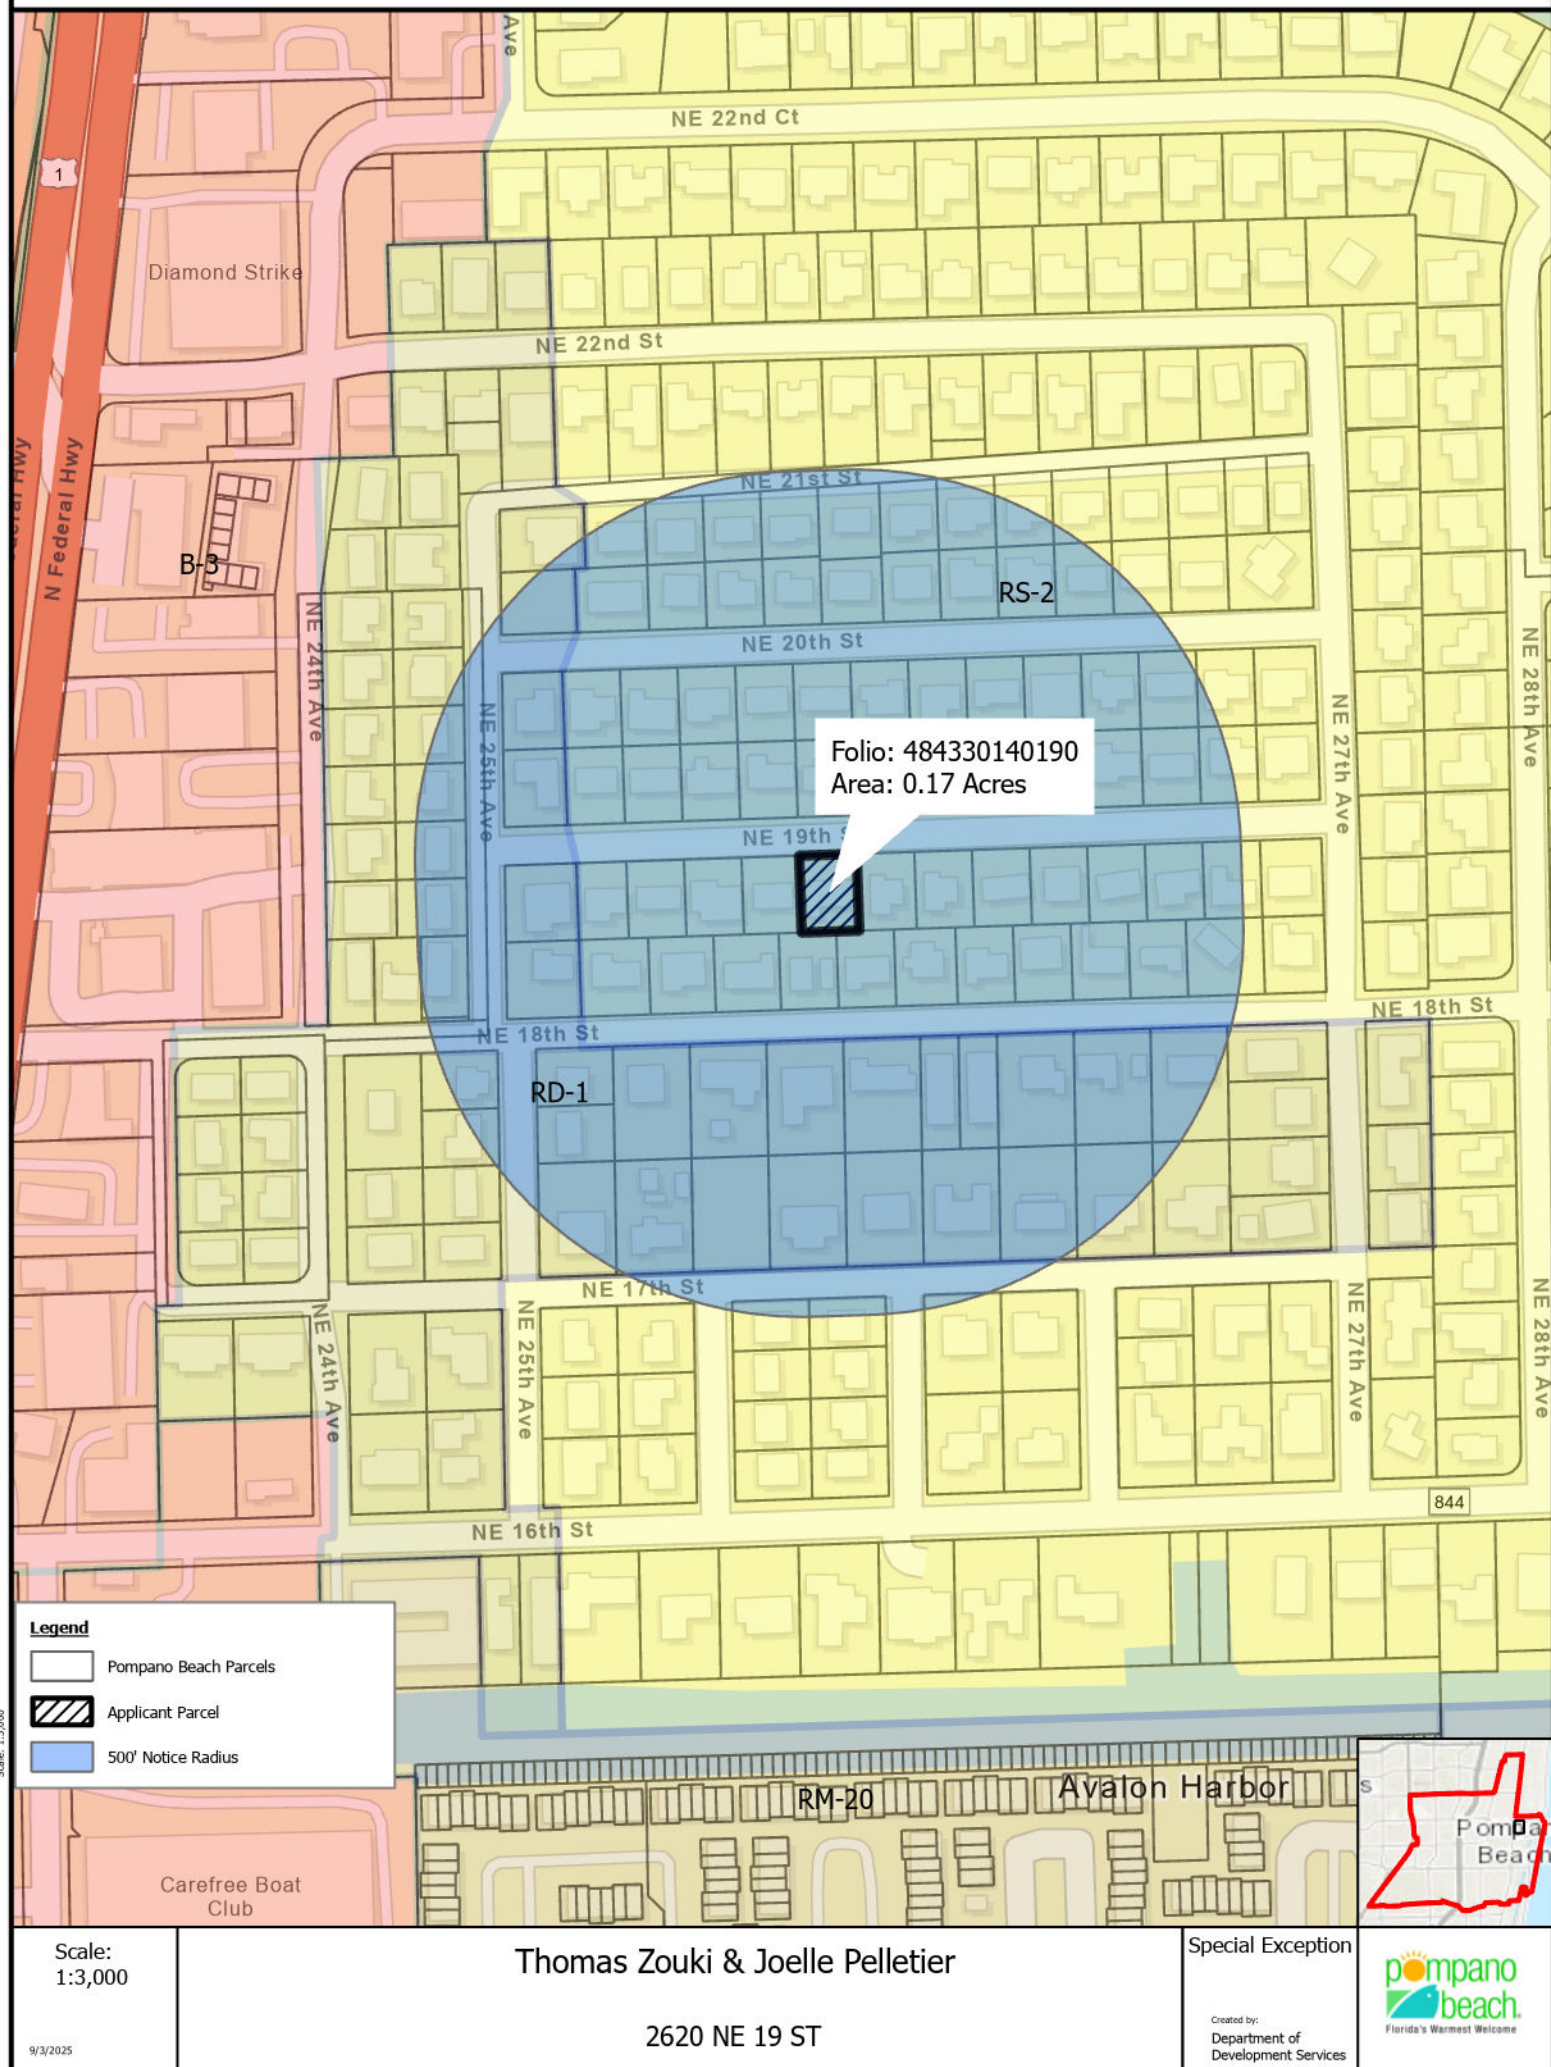 Ave
NE 22nd Ct
1
Diamond Strike
NE 22nd St
N Federal Hwy
NE 21st St
B-3
RS-2
NE 24th Ave
NE 20th St
NE 28th Ave
NE 25th Ave
NE 27th Ave
Folio: 484330140190
Area: 0.17 Acres
NE 19th
NE 18th St
NE 18th St
RD-1
NE 17th St
NE 24th Ave
NE 25th Ave
NE 27th Ave
NE 28th Ave
844
NE 16th St
Legend
Pompano Beach Parcels
Applicant Parcel
500' Notice Radius
RM-20
Avalon Harbor
Carefree Boat
Club
s
Pompa
Beach
Scale:
1:3,000
9/3/2025
Thomas Zouki & Joelle Pelletier
2620 NE 19 ST
Special Exception
Created by:
Department of
Development Services
pompano
beach.
Florida's Warmest Welcome